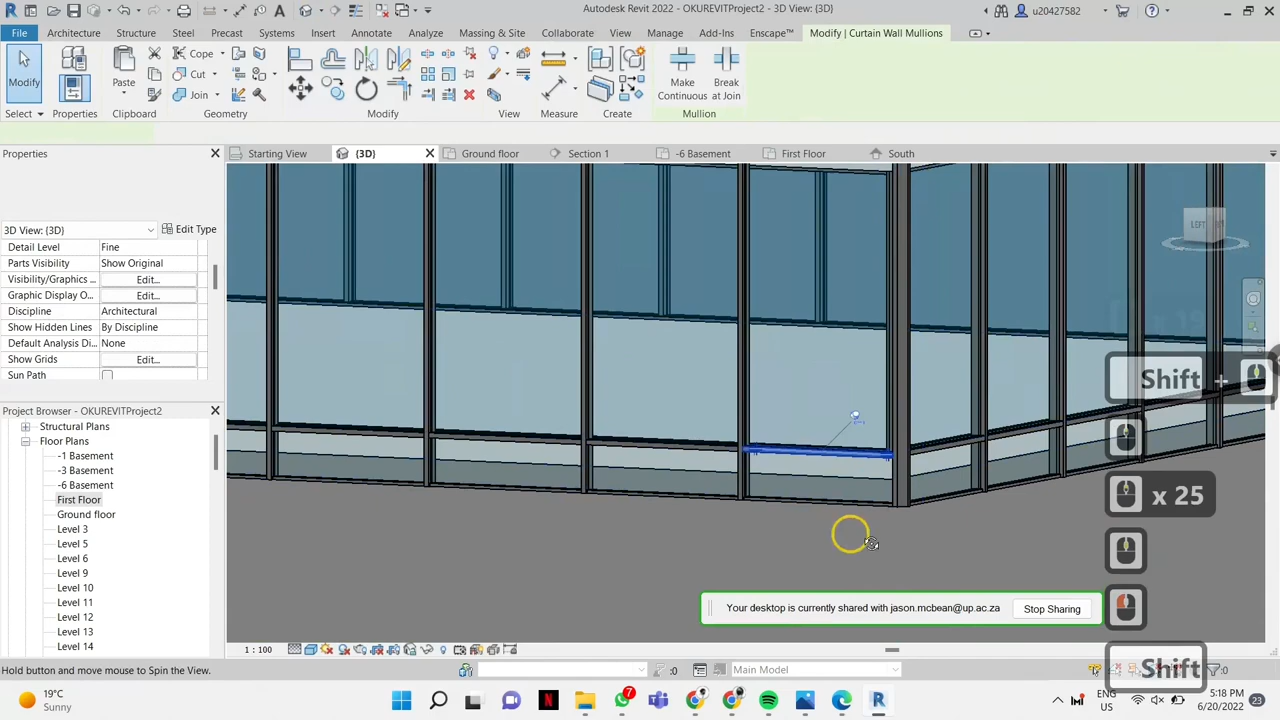 Autodesk Revit 2022 - OKUREVITProject2 - 3D View: {3D}
u20427582
File Architecture Structure Steel Precast Systems Insert Annotate Analyze Massing & Site Collaborate View Manage Add-Ins Enscape™ Modify | Curtain Wall Mullions
Modify
Properties
Paste
Cope
Cut
Join
Make Continuous
Break at Join
Select Properties Clipboard Geometry Modify View Measure Create Mullion
Properties
Starting View {3D} Ground floor Section 1 -6 Basement First Floor South
3D View: {3D} Edit Type
Detail Level Fine
Parts Visibility Show Original
Visibility/Graphics ... Edit...
Graphic Display O... Edit...
Discipline Architectural
Show Hidden Lines By Discipline
Default Analysis Di... None
Show Grids Edit...
Sun Path
LEFT
Project Browser - OKUREVITProject2
Structural Plans
Floor Plans
-1 Basement
-3 Basement
-6 Basement
First Floor
Ground floor
Level 3
Level 5
Level 6
Level 9
Level 10
Level 11
Level 12
Level 13
Level 14
Shift +
x 25
Shift
Your desktop is currently shared with jason.mcbean@up.ac.za Stop Sharing
1 : 100
Hold button and move mouse to Spin the View.
:0 Main Model :0
19°C
Sunny
7
ENG
US
5:18 PM
6/20/2022
23